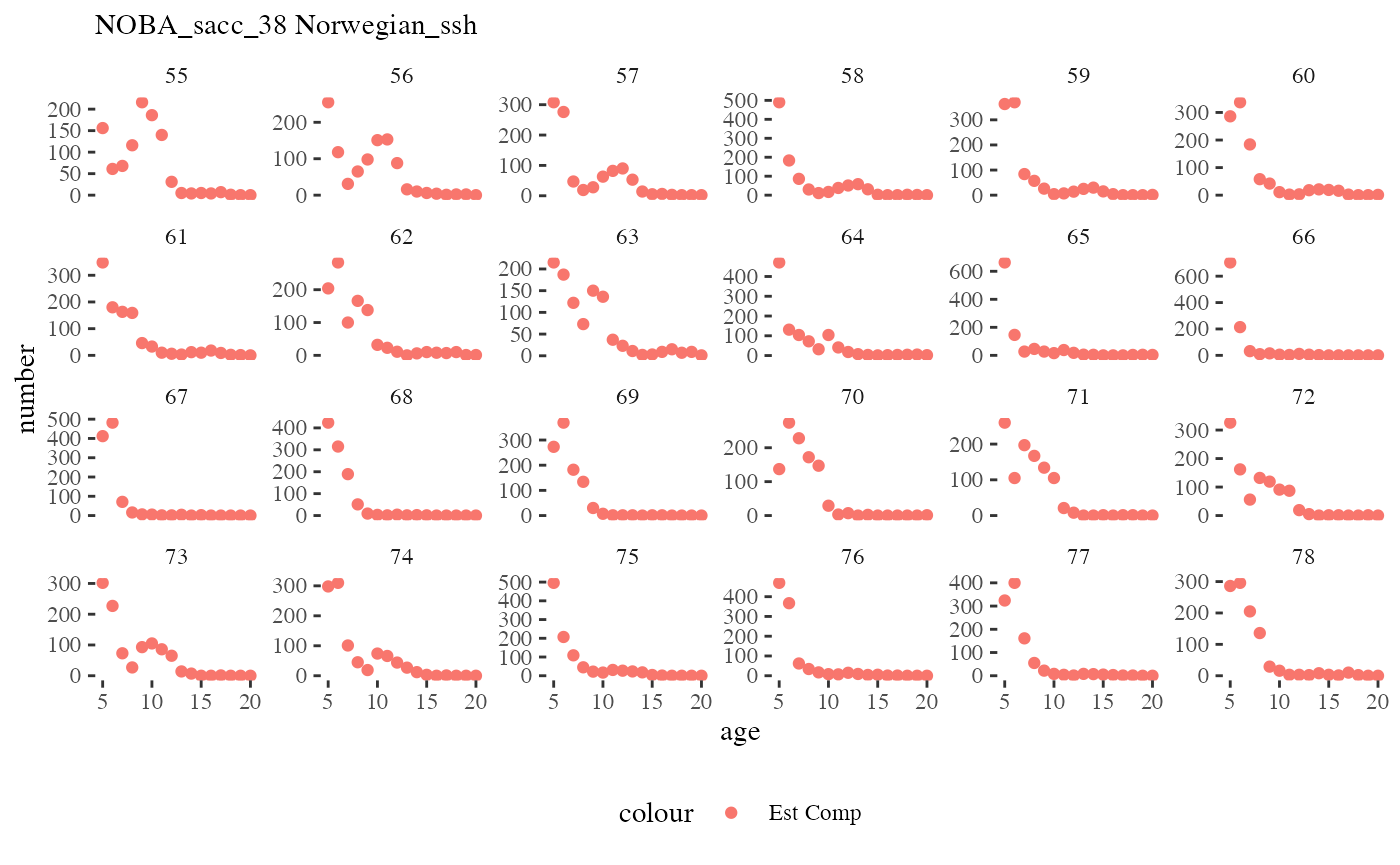 NOBA_sacc_38 Norwegian_ssh
55 56 57 58 59 60
200 150 100 50 0
200 100 0
300 200 100 0
500 400 300 200 100 0
300 200 100 0
300 200 100 0
61 62 63 64 65 66
300 200 100 0
200 100 0
200 150 100 50 0
400 300 200 100 0
600 400 200 0
600 400 200 0
number
67 68 69 70 71 72
500 400 300 200 100 0
400 300 200 100 0
300 200 100 0
200 100 0
200 100 0
300 200 100 0
73 74 75 76 77 78
300 200 100 0
300 200 100 0
500 400 300 200 100 0
400 300 200 100 0
400 300 200 100 0
300 200 100 0
5 10 15 20 5 10 15 20 5 10 15 20 5 10 15 20 5 10 15 20 5 10 15 20
age
colour Est Comp